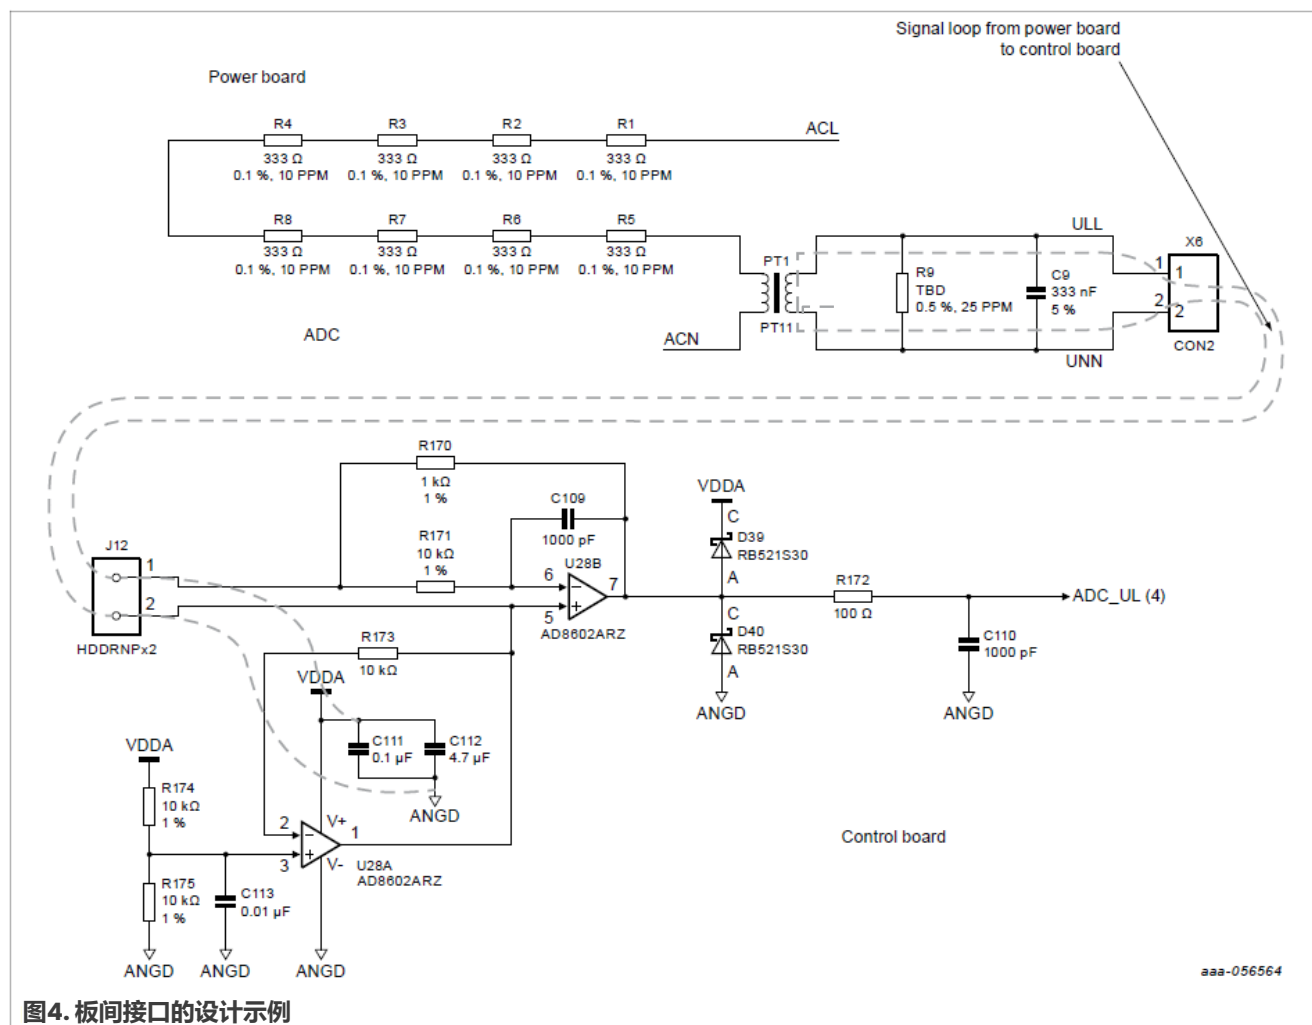 Signal loop from power board
to control board
Power board
R4 R3 R2 R1 ACL
333 Ω 333 Ω 333 Ω 333 Ω
0.1 %, 10 PPM 0.1 %, 10 PPM 0.1 %, 10 PPM 0.1 %, 10 PPM
R8 R7 R6 R5
333 Ω 333 Ω 333 Ω 333 Ω
0.1 %, 10 PPM 0.1 %, 10 PPM 0.1 %, 10 PPM 0.1 %, 10 PPM
ULL
X6
PT1
R9
TBD
0.5 %, 25 PPM
C9
333 nF
5 %
1 1
2 2
PT11
ADC
ACN
UNN
CON2
R170
1 kΩ
1 %
C109
1000 pF
R171
10 kΩ
1 %
J12
1
2
HDDRNPx2
U28B
6
7
5
AD8602ARZ
VDDA
C
D39
RB521S30
A
C
D40
RB521S30
A
ANGD
R172
100 Ω
ADC_UL (4)
C110
1000 pF
ANGD
R173
10 kΩ
VDDA
C111
0.1 µF
C112
4.7 µF
ANGD
VDDA
R174
10 kΩ
1 %
2
V+
1
3
V-
U28A
AD8602ARZ
R175
10 kΩ
1 %
C113
0.01 µF
ANGD ANGD ANGD
Control board
aaa-056564
图4. 板间接口的设计示例